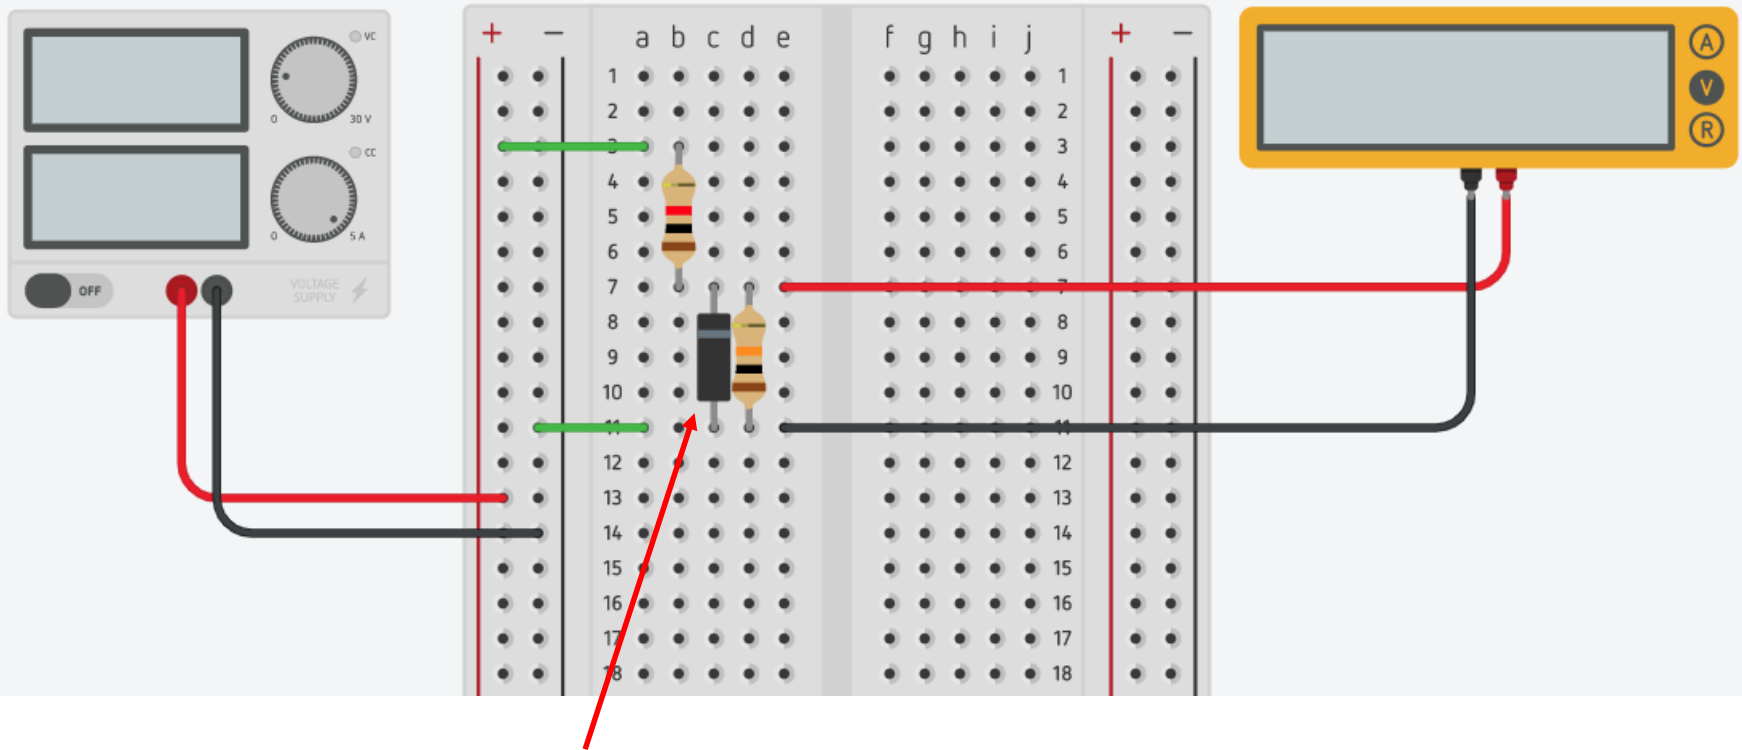 VC
0 30 V
CC
0 5 A
OFF
VOLTAGE
SUPPLY
+ − a b c d e f g h i j + −
1 1
2 2
3 3
4 4
5 5
6 6
7 7
8 8
9 9
10 10
11 11
12 12
13 13
14 14
15 15
16 16
17 17
18 18
A
V
R